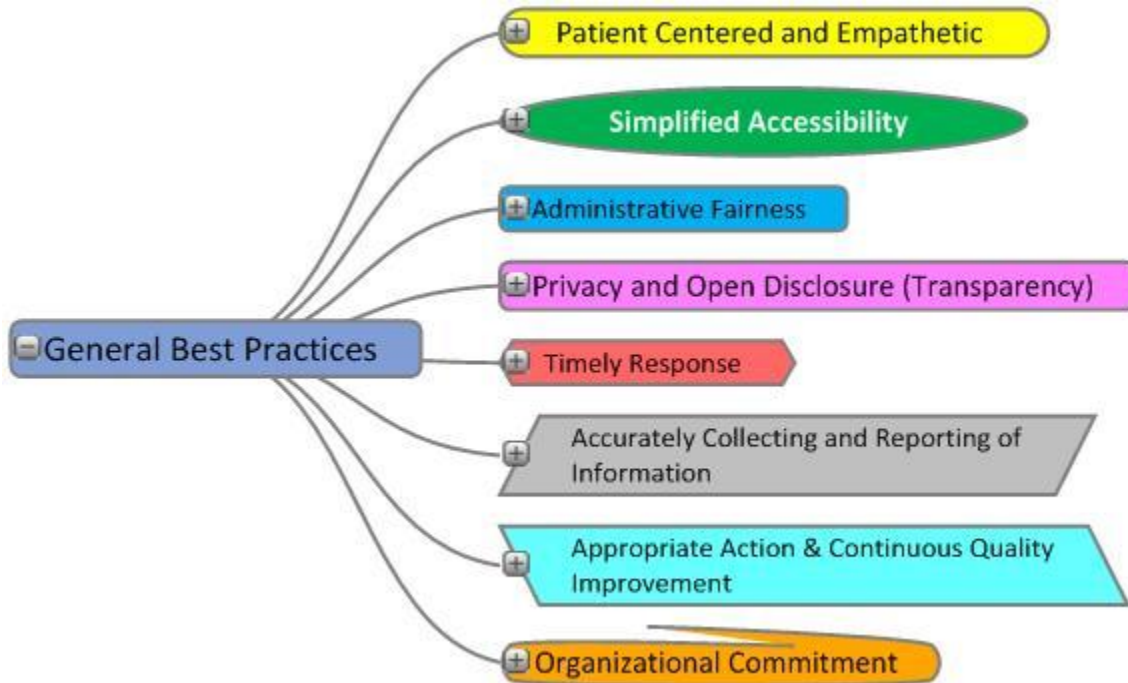 Patient Centered and Empathetic
Simplified Accessibility
Administrative Fairness
Privacy and Open Disclosure (Transparency)
General Best Practices
Timely Response
Accurately Collecting and Reporting of
Information
Appropriate Action & Continuous Quality
Improvement
Organizational Commitment